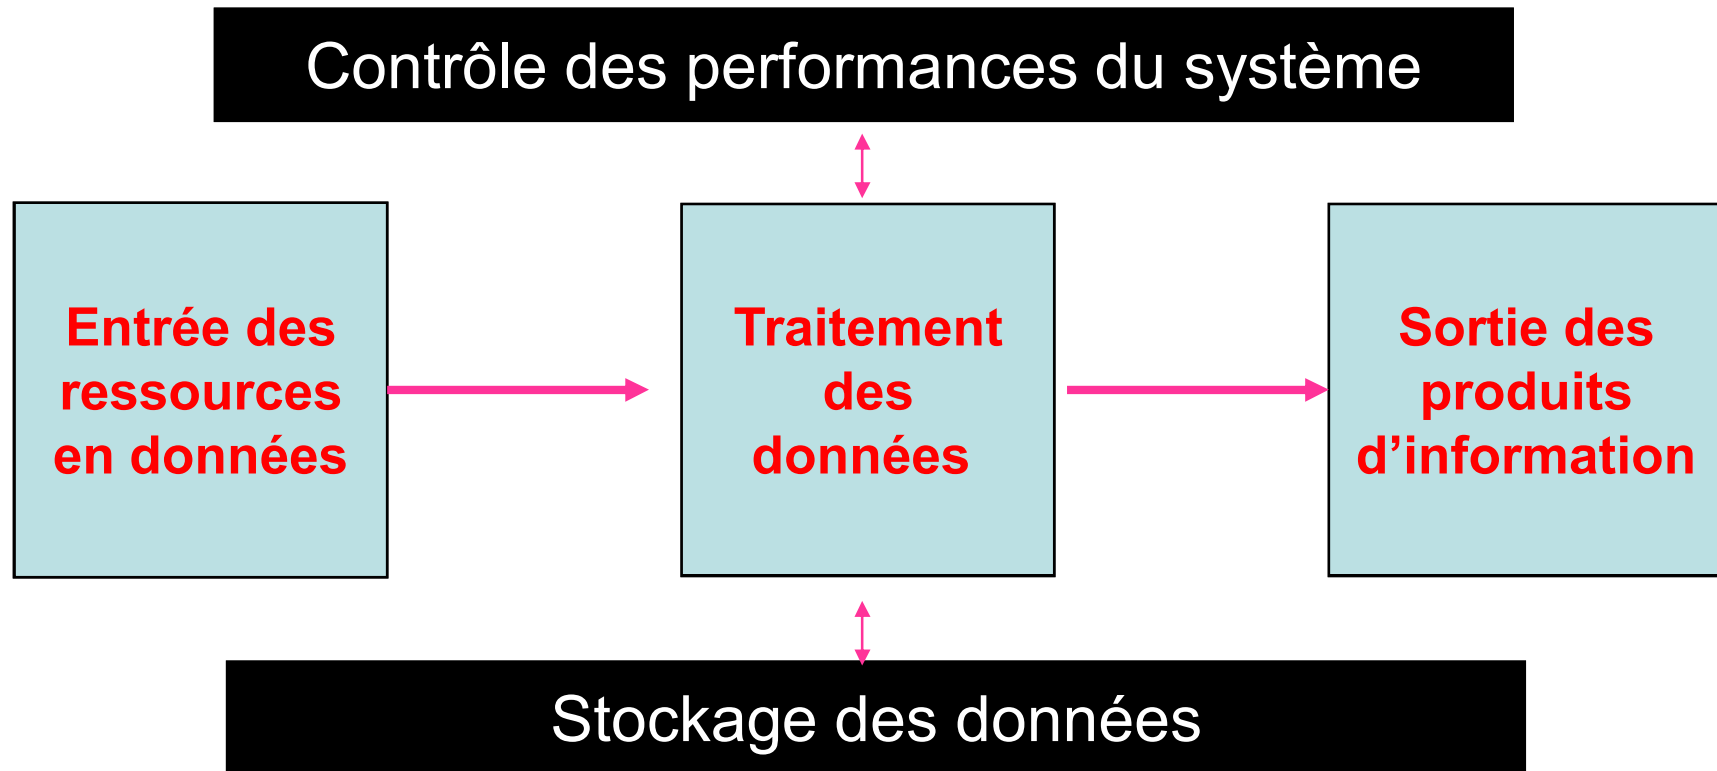 Contrôle des performances du système
Entrée des
ressources
en données
Traitement
des
données
Sortie des
produits
d’information
Stockage des données